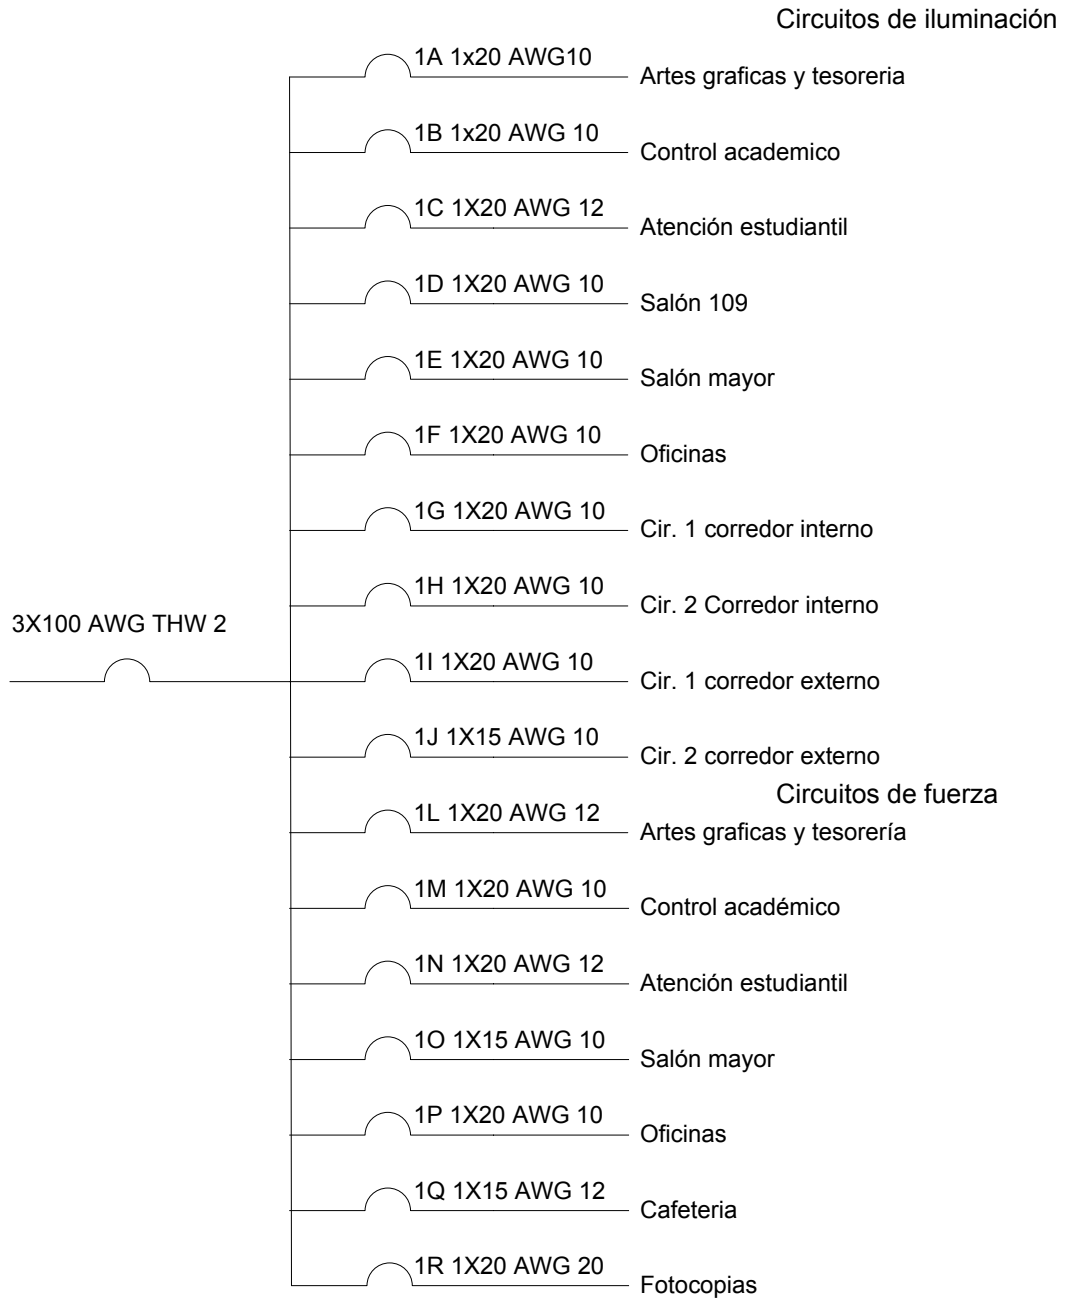 Circuitos de iluminación
1A 1x20 AWG10
Artes graficas y tesoreria
1B 1x20 AWG 10
Control academico
1C 1X20 AWG 12
Atención estudiantil
1D 1X20 AWG 10
Salón 109
1E 1X20 AWG 10
Salón mayor
1F 1X20 AWG 10
Oficinas
1G 1X20 AWG 10
Cir. 1 corredor interno
1H 1X20 AWG 10
Cir. 2 Corredor interno
3X100 AWG THW 2
1I 1X20 AWG 10
Cir. 1 corredor externo
1J 1X15 AWG 10
Cir. 2 corredor externo
Circuitos de fuerza
1L 1X20 AWG 12
Artes graficas y tesorería
1M 1X20 AWG 10
Control académico
1N 1X20 AWG 12
Atención estudiantil
1O 1X15 AWG 10
Salón mayor
1P 1X20 AWG 10
Oficinas
1Q 1X15 AWG 12
Cafeteria
1R 1X20 AWG 20
Fotocopias